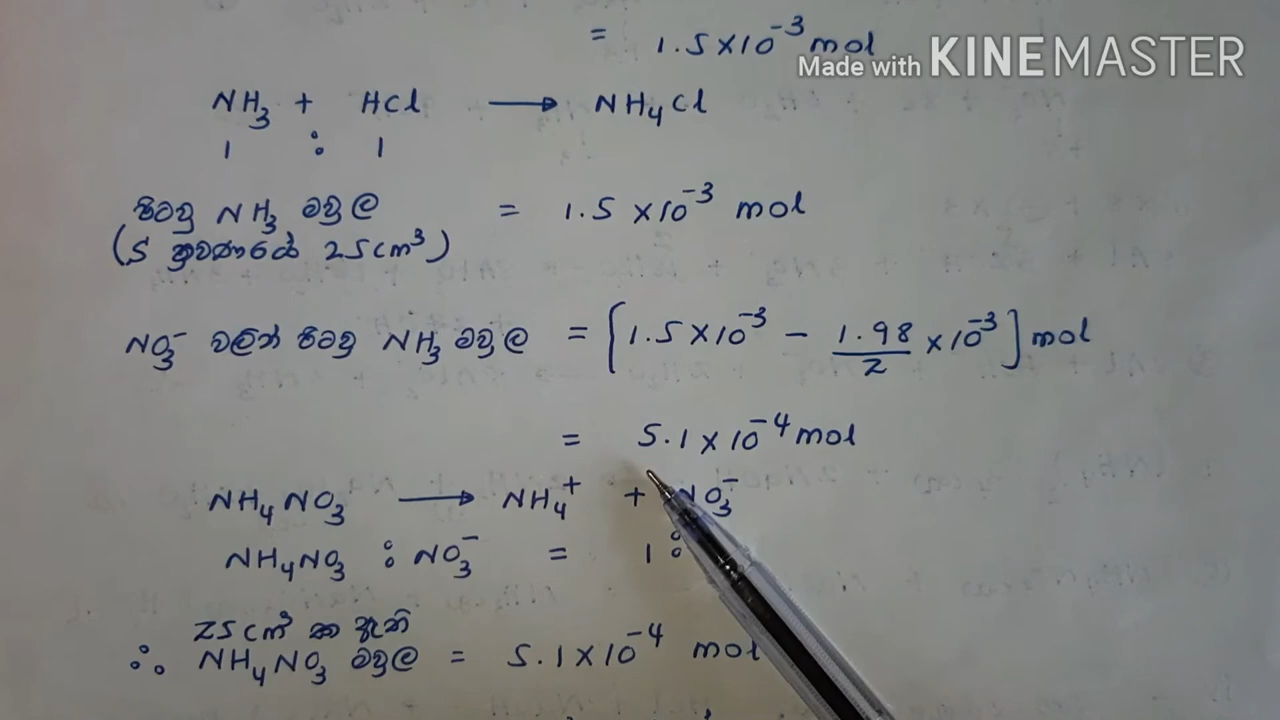 = 1.5×10⁻³ mol
Made with KINEMASTER
NH₃ + HCl ⟶ NH₄Cl
1 : 1
පිටවූ NH₃ මවුල = 1.5 ×10⁻³ mol
(S ද්‍රාවණයේ 25cm³)
NO₃⁻ වලින් පිටවූ NH₃ මවුල = [1.5×10⁻³ − 1.98/2 ×10⁻³] mol
= 5.1 × 10⁻⁴ mol
NH₄NO₃ ⟶ NH₄⁺ + NO₃⁻
NH₄NO₃ : NO₃⁻ = 1 :
25cm³ ක ඇති
∴ NH₄NO₃ මවුල = 5.1×10⁻⁴ mol